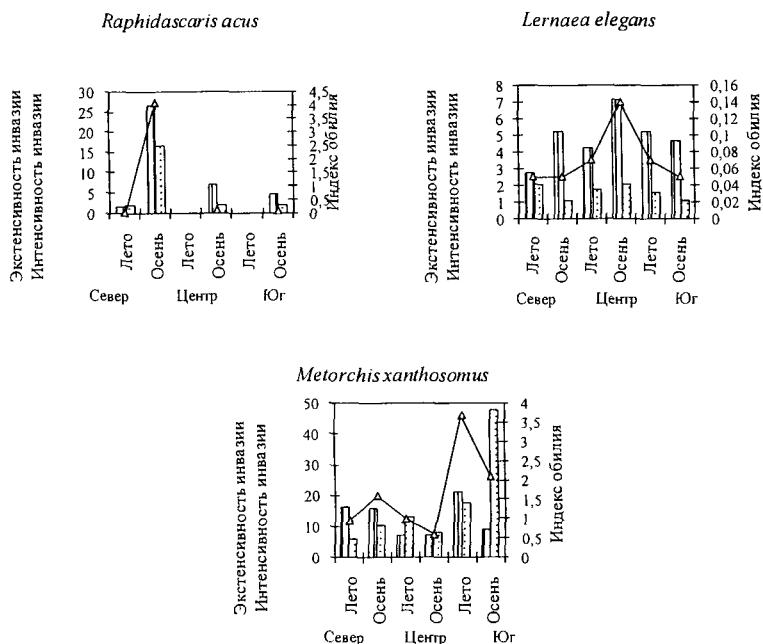 Raphidascaris acus
Экстенсивность инвазии
Интенсивность инвазии
30
25
20
15
10
5
0
4,5
4
3,5
3
2,5
2
1,5
1
0,5
0
Индекс обилия
Лето
Осень
Лето
Осень
Лето
Осень
Север
Центр
Юг
Lernaea elegans
Экстенсивность инвазии
Интенсивность инвазии
8
7
6
5
4
3
2
1
0
0,16
0,14
0,12
0,1
0,08
0,06
0,04
0,02
0
Индекс обилия
Лето
Осень
Лето
Осень
Лето
Осень
Север
Центр
Юг
Metorchis xanthosomus
Экстенсивность инвазии
Интенсивность инвазии
50
40
30
20
10
0
4
3,5
3
2,5
2
1,5
1
0,5
0
Индекс обилия
Лето
Осень
Лето
Осень
Лето
Осень
Север
Центр
Юг